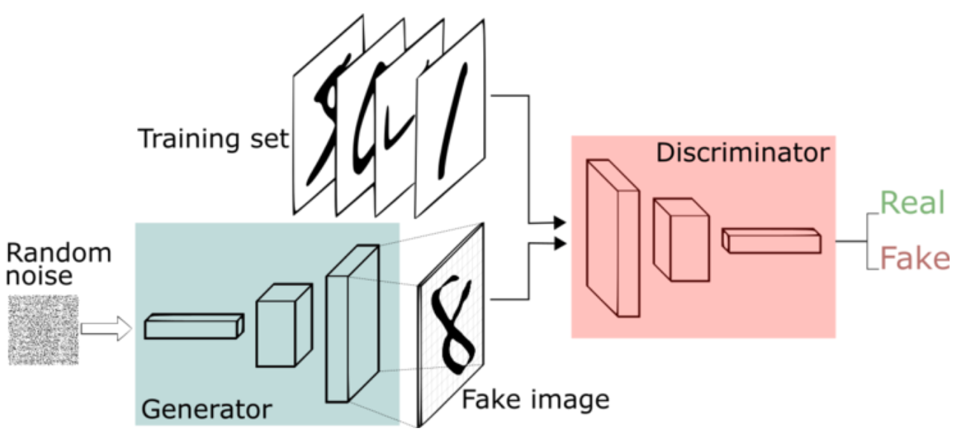 Training set
Discriminator
Real
Fake
Random
noise
Generator
Fake image